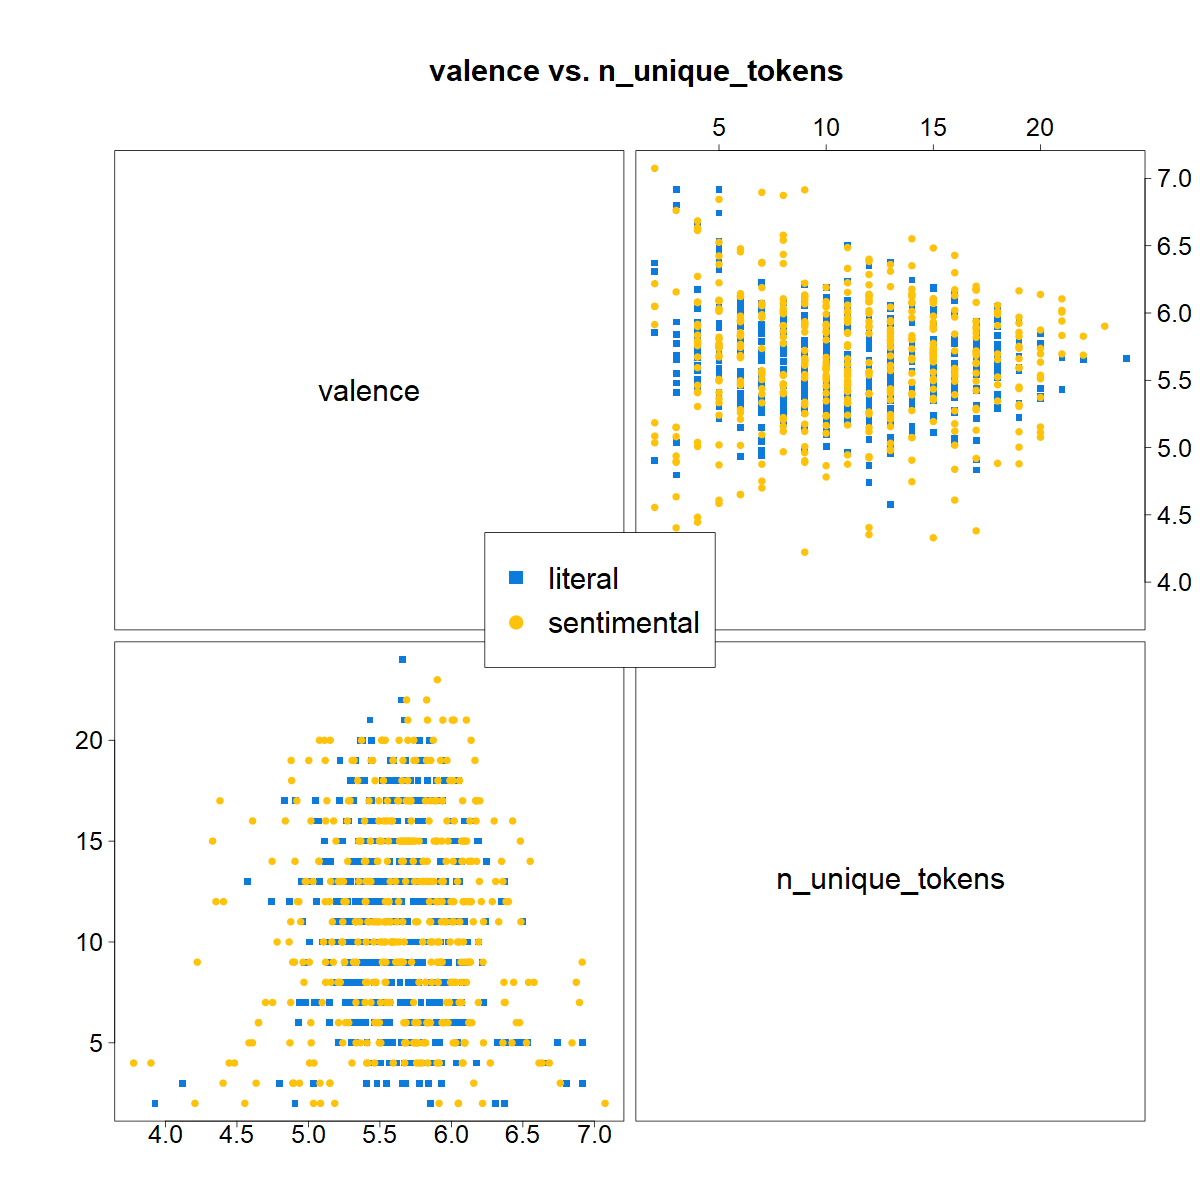 valence vs. n_unique_tokens
5 10 15 20
valence
7.0
6.5
6.0
5.5
5.0
4.5
4.0
literal
sentimental
20
15
10
5
n_unique_tokens
4.0 4.5 5.0 5.5 6.0 6.5 7.0